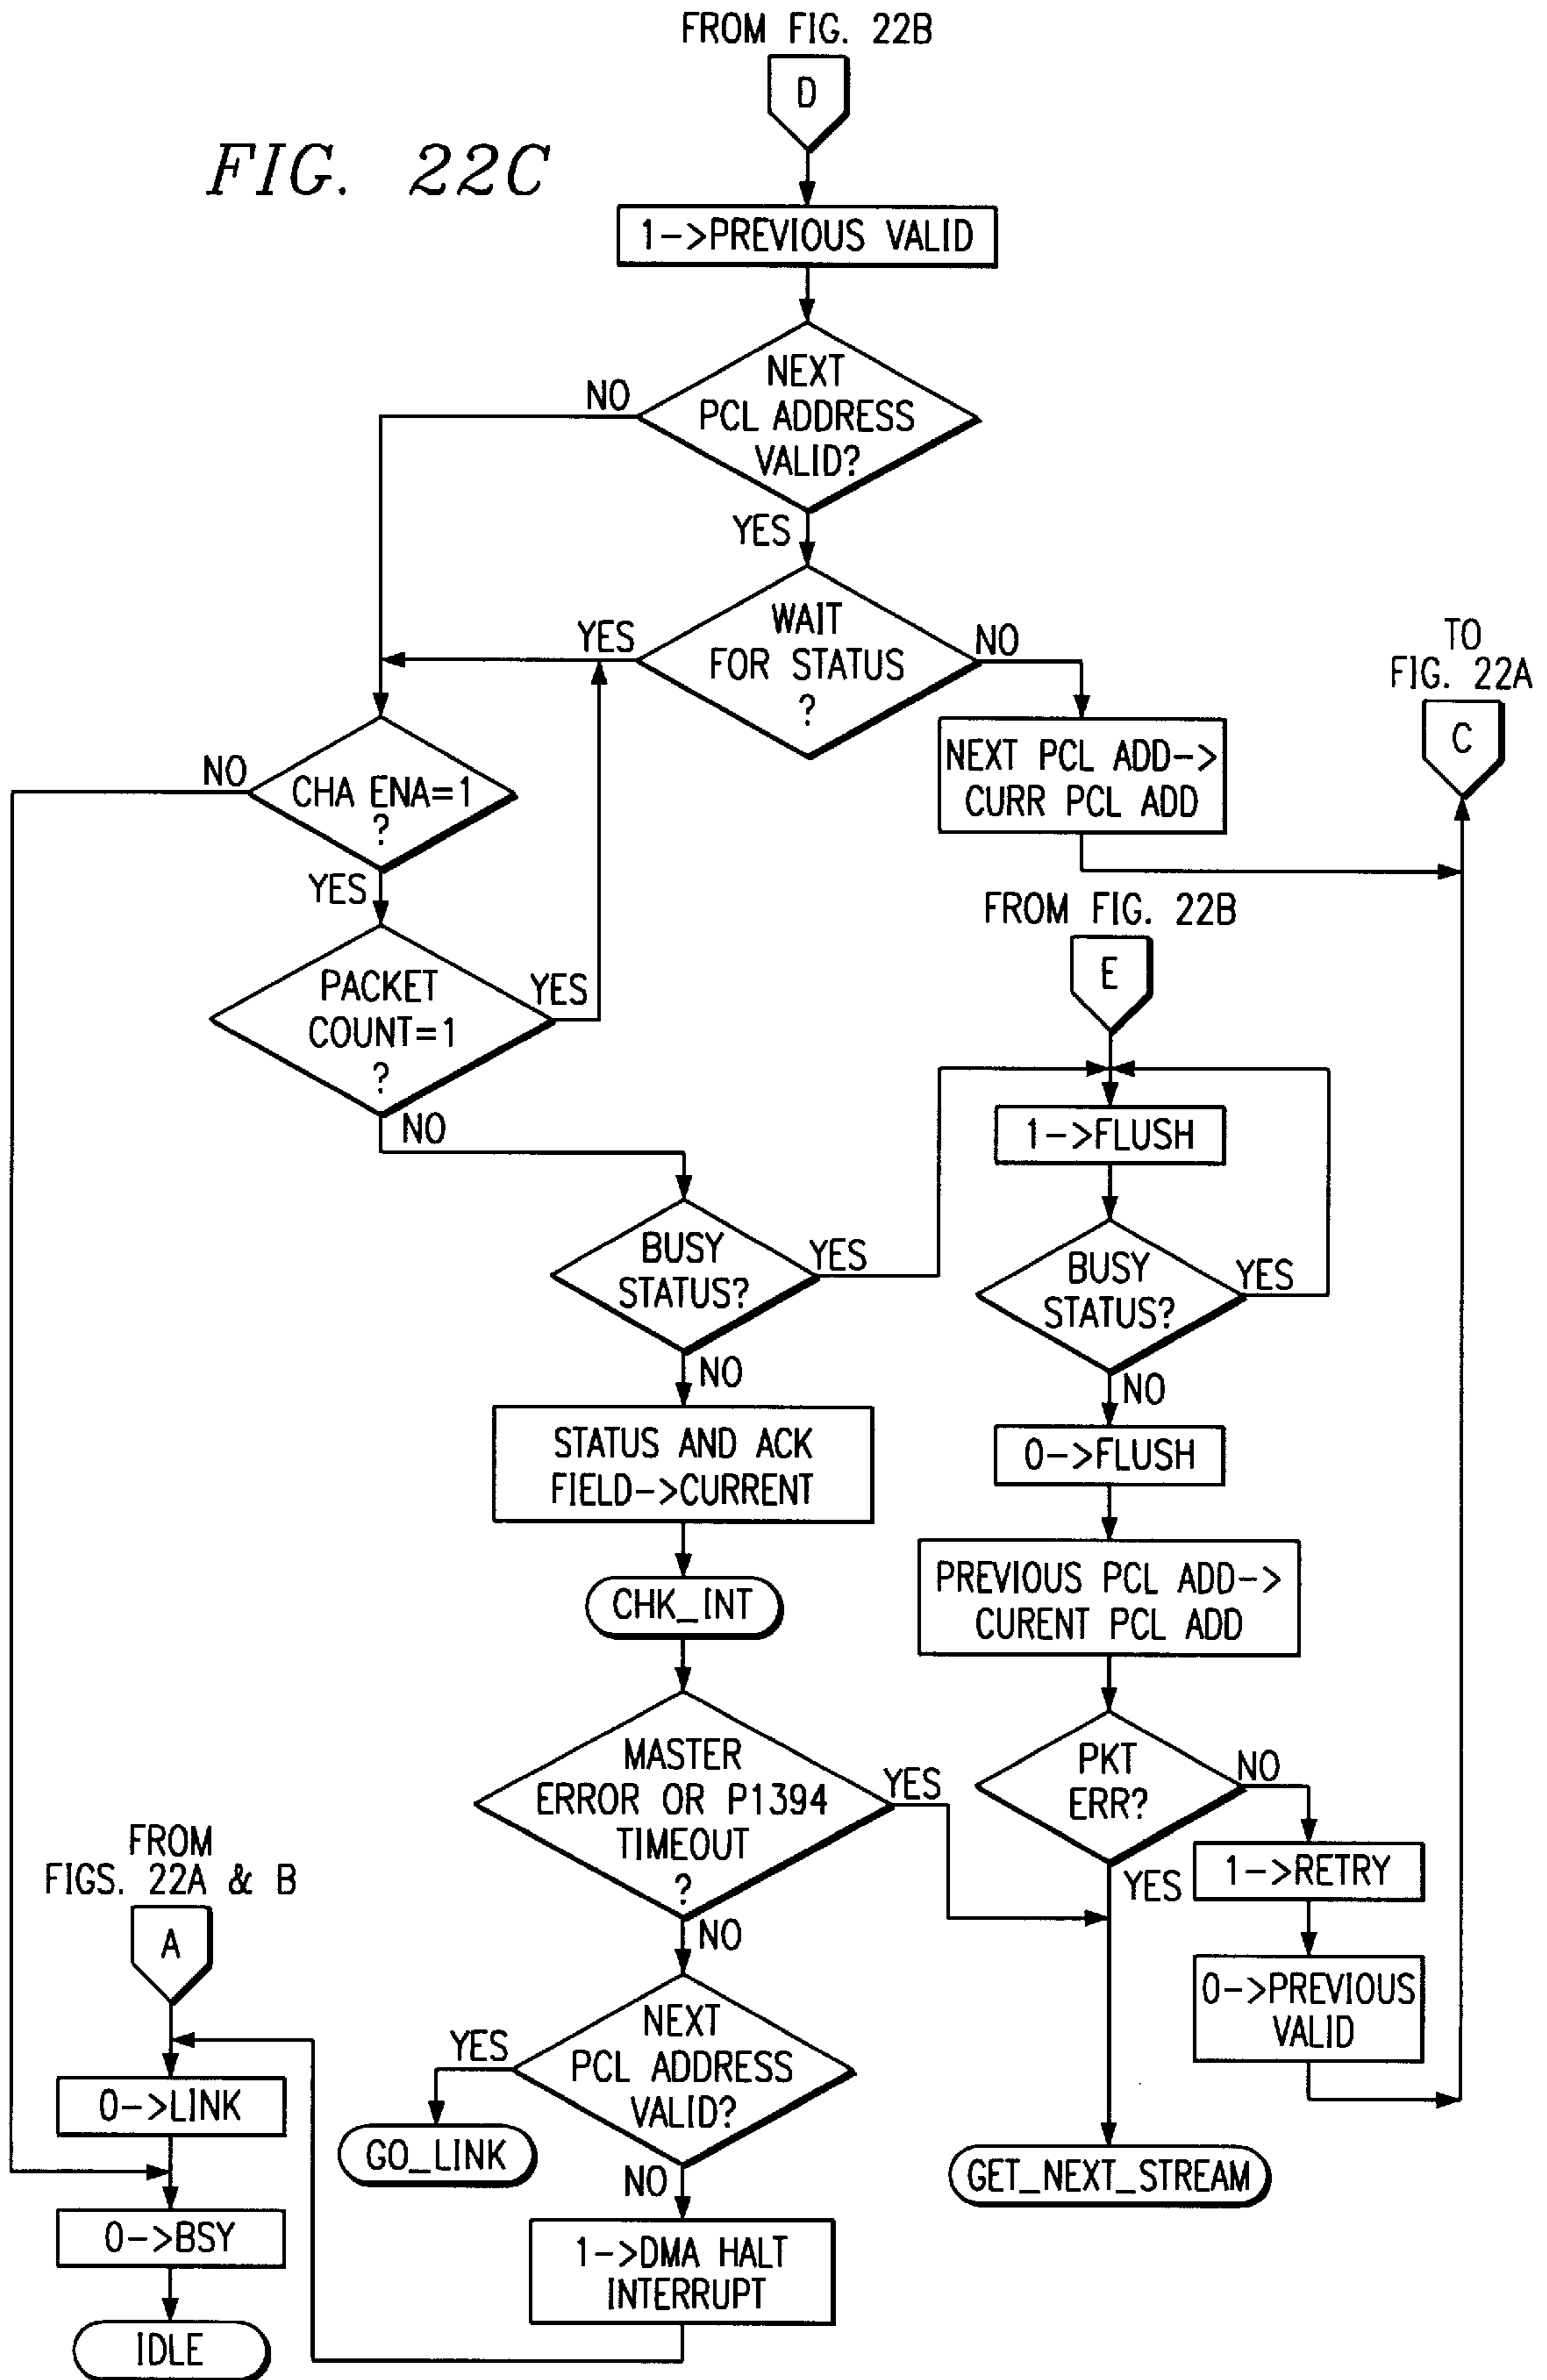 FROM FIG. 22B
D
FIG. 22C
1->PREVIOUS VALID
NEXT
PCL ADDRESS
VALID?
NO
YES
WAIT
FOR STATUS
?
YES
NO
NEXT PCL ADD->
CURR PCL ADD
TO
FIG. 22A
C
CHA ENA=1
?
NO
YES
PACKET
COUNT=1
?
YES
NO
FROM FIG. 22B
E
1->FLUSH
BUSY
STATUS?
YES
NO
BUSY
STATUS?
YES
NO
STATUS AND ACK
FIELD->CURRENT
0->FLUSH
CHK_INT
PREVIOUS PCL ADD->
CURENT PCL ADD
MASTER
ERROR OR P1394
TIMEOUT
?
YES
NO
PKT
ERR?
NO
YES
1->RETRY
0->PREVIOUS
VALID
FROM
FIGS. 22A & B
A
0->LINK
0->BSY
IDLE
NEXT
PCL ADDRESS
VALID?
YES
NO
GO_LINK
GET_NEXT_STREAM
1->DMA HALT
INTERRUPT